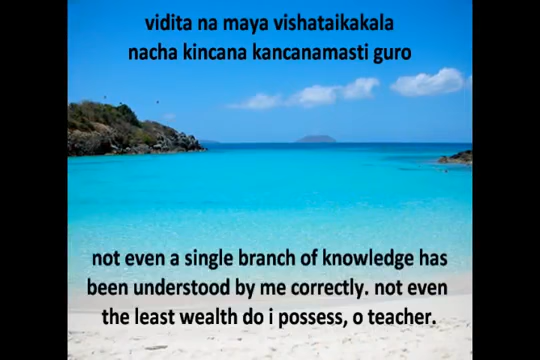 vidita na maya vishataikakala
nacha kincana kancanamasti guro
not even a single branch of knowledge has
been understood by me correctly. not even
the least wealth do i possess, o teacher.